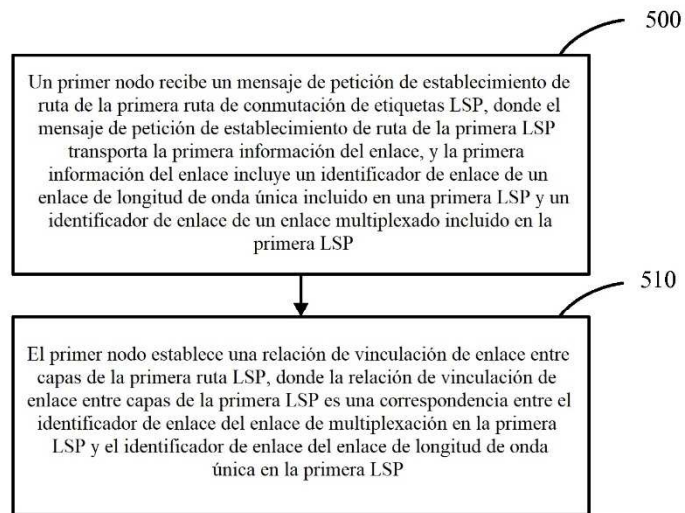 500
Un primer nodo recibe un mensaje de petición de establecimiento de
ruta de la primera ruta de conmutación de etiquetas LSP, donde el
mensaje de petición de establecimiento de ruta de la primera LSP
transporta la primera información del enlace, y la primera
información del enlace incluye un identificador de enlace de un
enlace de longitud de onda única incluido en una primera LSP y un
identificador de enlace de un enlace multiplexado incluido en la
primera LSP
510
El primer nodo establece una relación de vinculación de enlace entre
capas de la primera ruta LSP, donde la relación de vinculación de
enlace entre capas de la primera LSP es una correspondencia entre el
identificador de enlace del enlace de multiplexación en la primera
LSP y el identificador de enlace del enlace de longitud de onda
única en la primera LSP